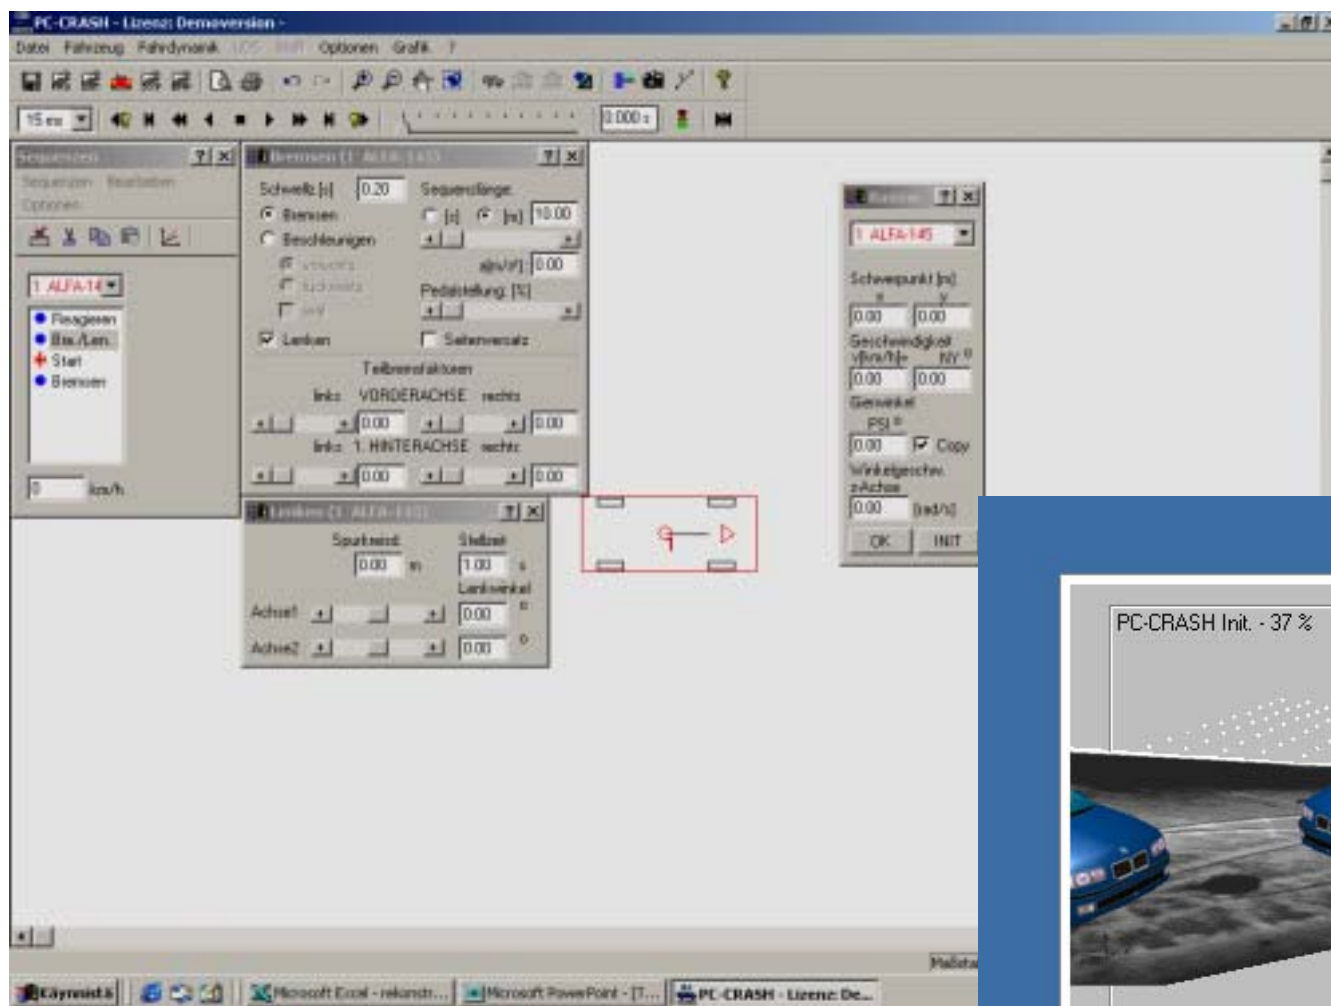 PC-CRASH - Lizenz: Demoversion -
Datei Fahrzeug Fahrdynamik Optionen Grafik ?
0.000 s
Sequenzen
Sequenzen Bearbeiten
Optionen
1 ALFA-14
Reagieren
Bre./Len.
Start
Bremsen
0 km/h
Bremsen (1 ALFA-145)
Schwellz.[s] 0.20 Sequenzlänge:
Bremsen [s] [m] 10.00
Beschleunigen
vorwärts a[m/s²]: 0.00
rückwärts Pedalstellung: [%]
Lenken Seitenversatz
Teilbremsfaktoren
links VORDERACHSE rechts
0.00 0.00
links 1. HINTERACHSE rechts
0.00 0.00
Lenken (1 ALFA-145)
Spurkreisd. Stellzeit
0.00 m 1.00 s
Lenkwinkel
Achse1 0.00 °
Achse2 0.00 °
1 ALFA-145
Schwerpunkt [m]
x y
0.00 0.00
Geschwindigkeit
v[km/h]= NY °
0.00 0.00
Gierwinkel
PSI °
0.00 Copy
Winkelgeschw.
z-Achse
0.00 [rad/s]
OK INIT
PC-CRASH Init. - 37 %
Käynnistä Microsoft Excel - rekonstr... Microsoft PowerPoint - [T... PC-CRASH - Lizenz: De...